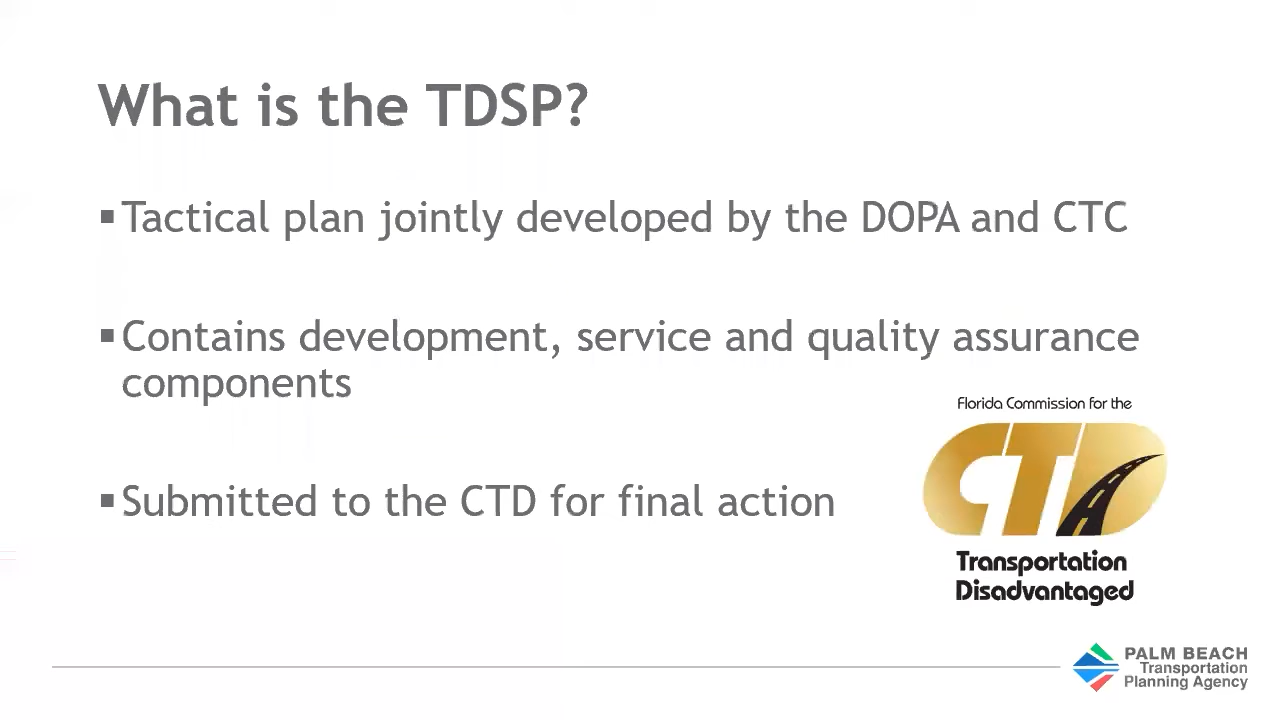 What is the TDSP?
▪Tactical plan jointly developed by the DOPA and CTC
▪Contains development, service and quality assurance
components
▪Submitted to the CTD for final action
Florida Commission for the
CTD
Transportation
Disadvantaged
PALM BEACH
Transportation
Planning Agency